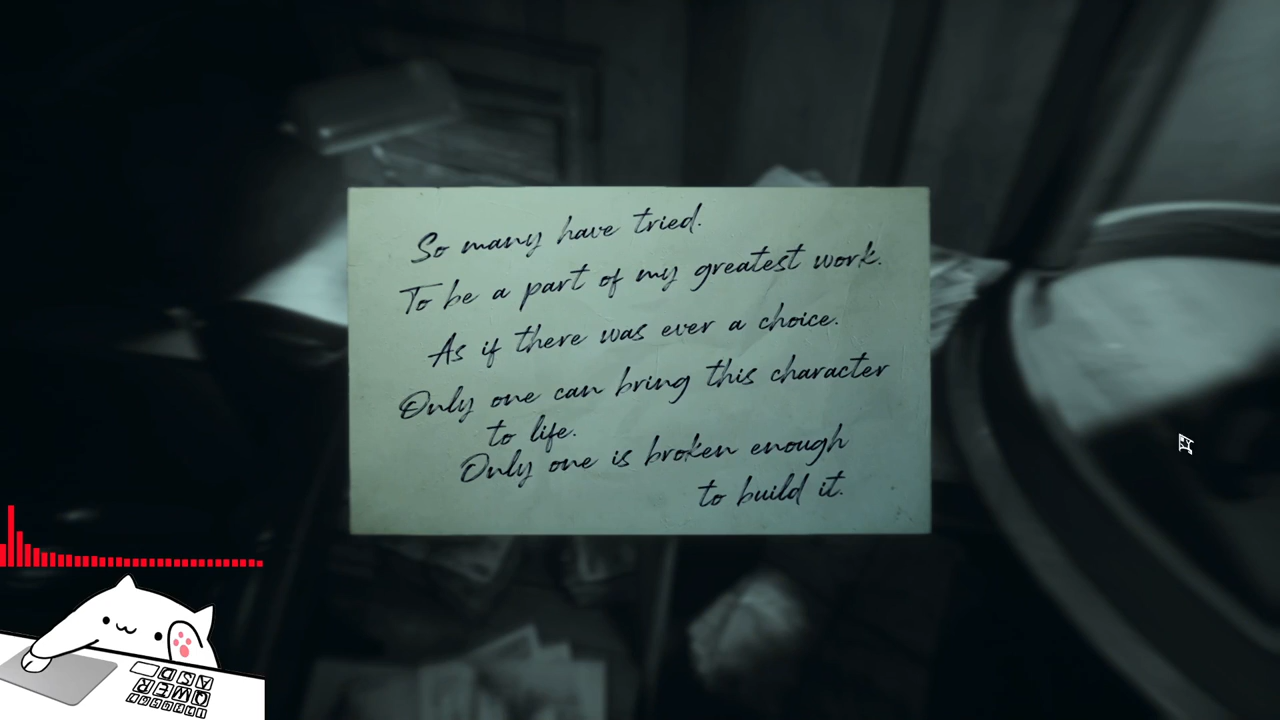 So many have tried.
To be a part of my greatest work.
As if there was ever a choice.
Only one can bring this character
to life.
Only one is broken enough
to build it.